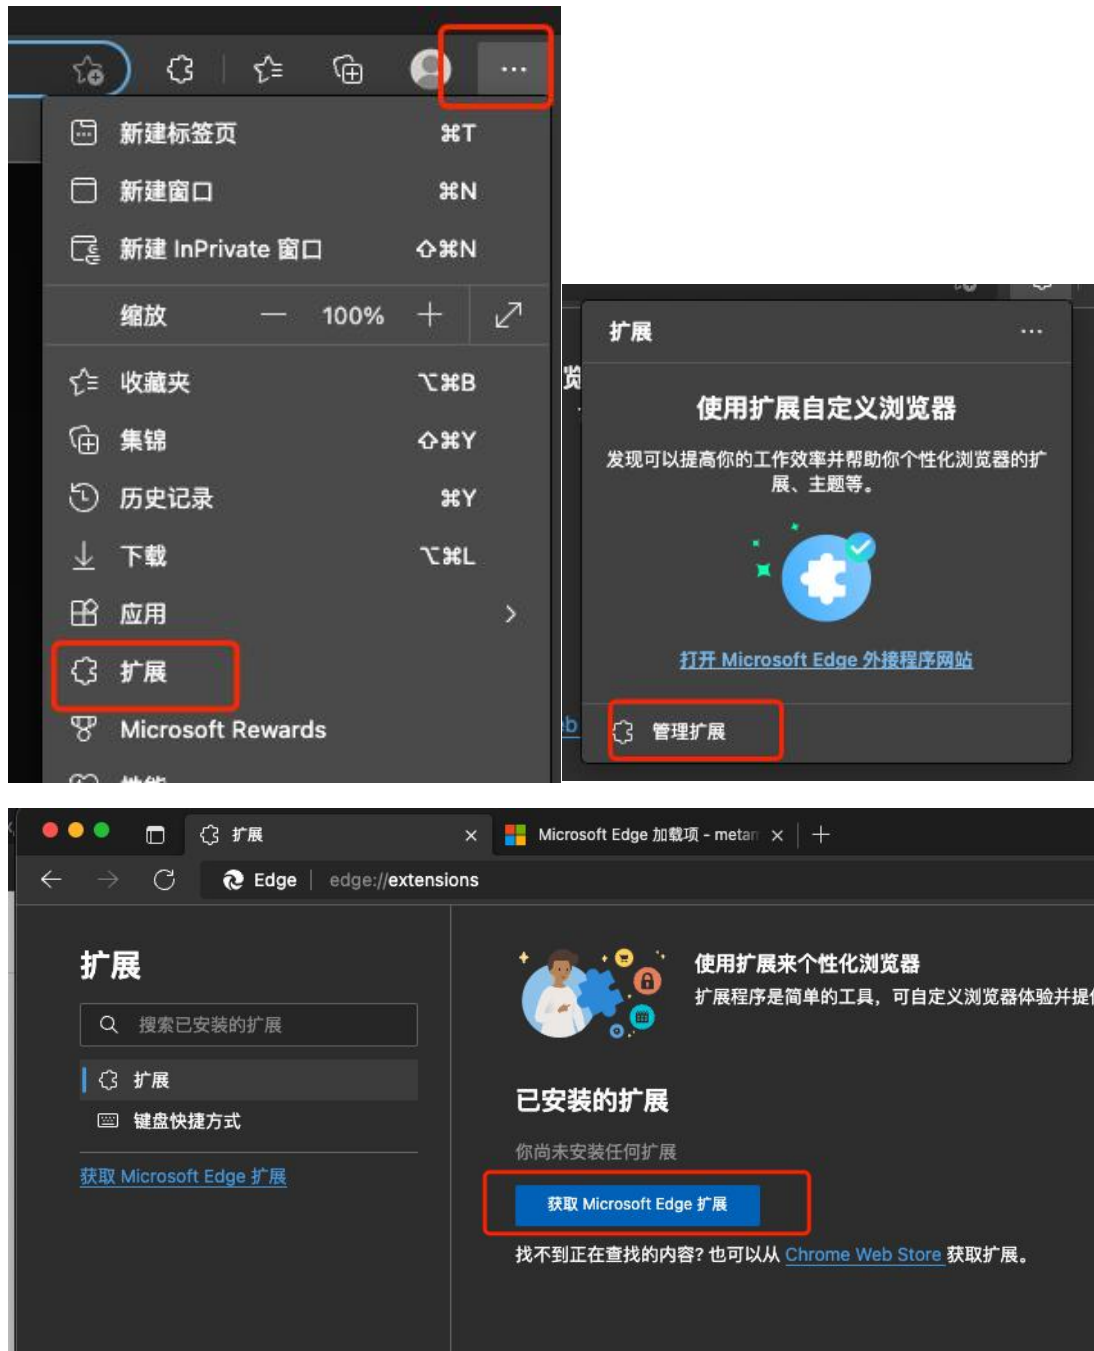 ...
新建标签页 ⌘T
新建窗口 ⌘N
新建 InPrivate 窗口 ⇧⌘N
缩放 — 100% +
收藏夹 ⌥⌘B
集锦 ⇧⌘Y
历史记录 ⌘Y
下载 ⌥⌘L
应用 >
扩展
Microsoft Rewards
性能
扩展 ...
使用扩展自定义浏览器
发现可以提高你的工作效率并帮助你个性化浏览器的扩
展、主题等。
打开 Microsoft Edge 外接程序网站
管理扩展
扩展 × Microsoft Edge 加载项 - metam × +
Edge | edge://extensions
扩展
搜索已安装的扩展
扩展
键盘快捷方式
获取 Microsoft Edge 扩展
使用扩展来个性化浏览器
扩展程序是简单的工具，可自定义浏览器体验并提供
已安装的扩展
你尚未安装任何扩展
获取 Microsoft Edge 扩展
找不到正在查找的内容? 也可以从 Chrome Web Store 获取扩展。